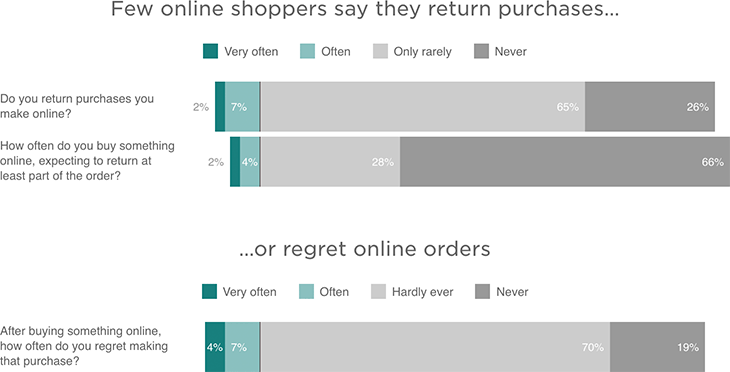 Few online shoppers say they return purchases...
Very often Often Only rarely Never
Do you return purchases you
make online?
2% 7% 65% 26%
How often do you buy something
online, expecting to return at
least part of the order?
2% 4% 28% 66%
...or regret online orders
Very often Often Hardly ever Never
After buying something online,
how often do you regret making
that purchase?
4% 7% 70% 19%